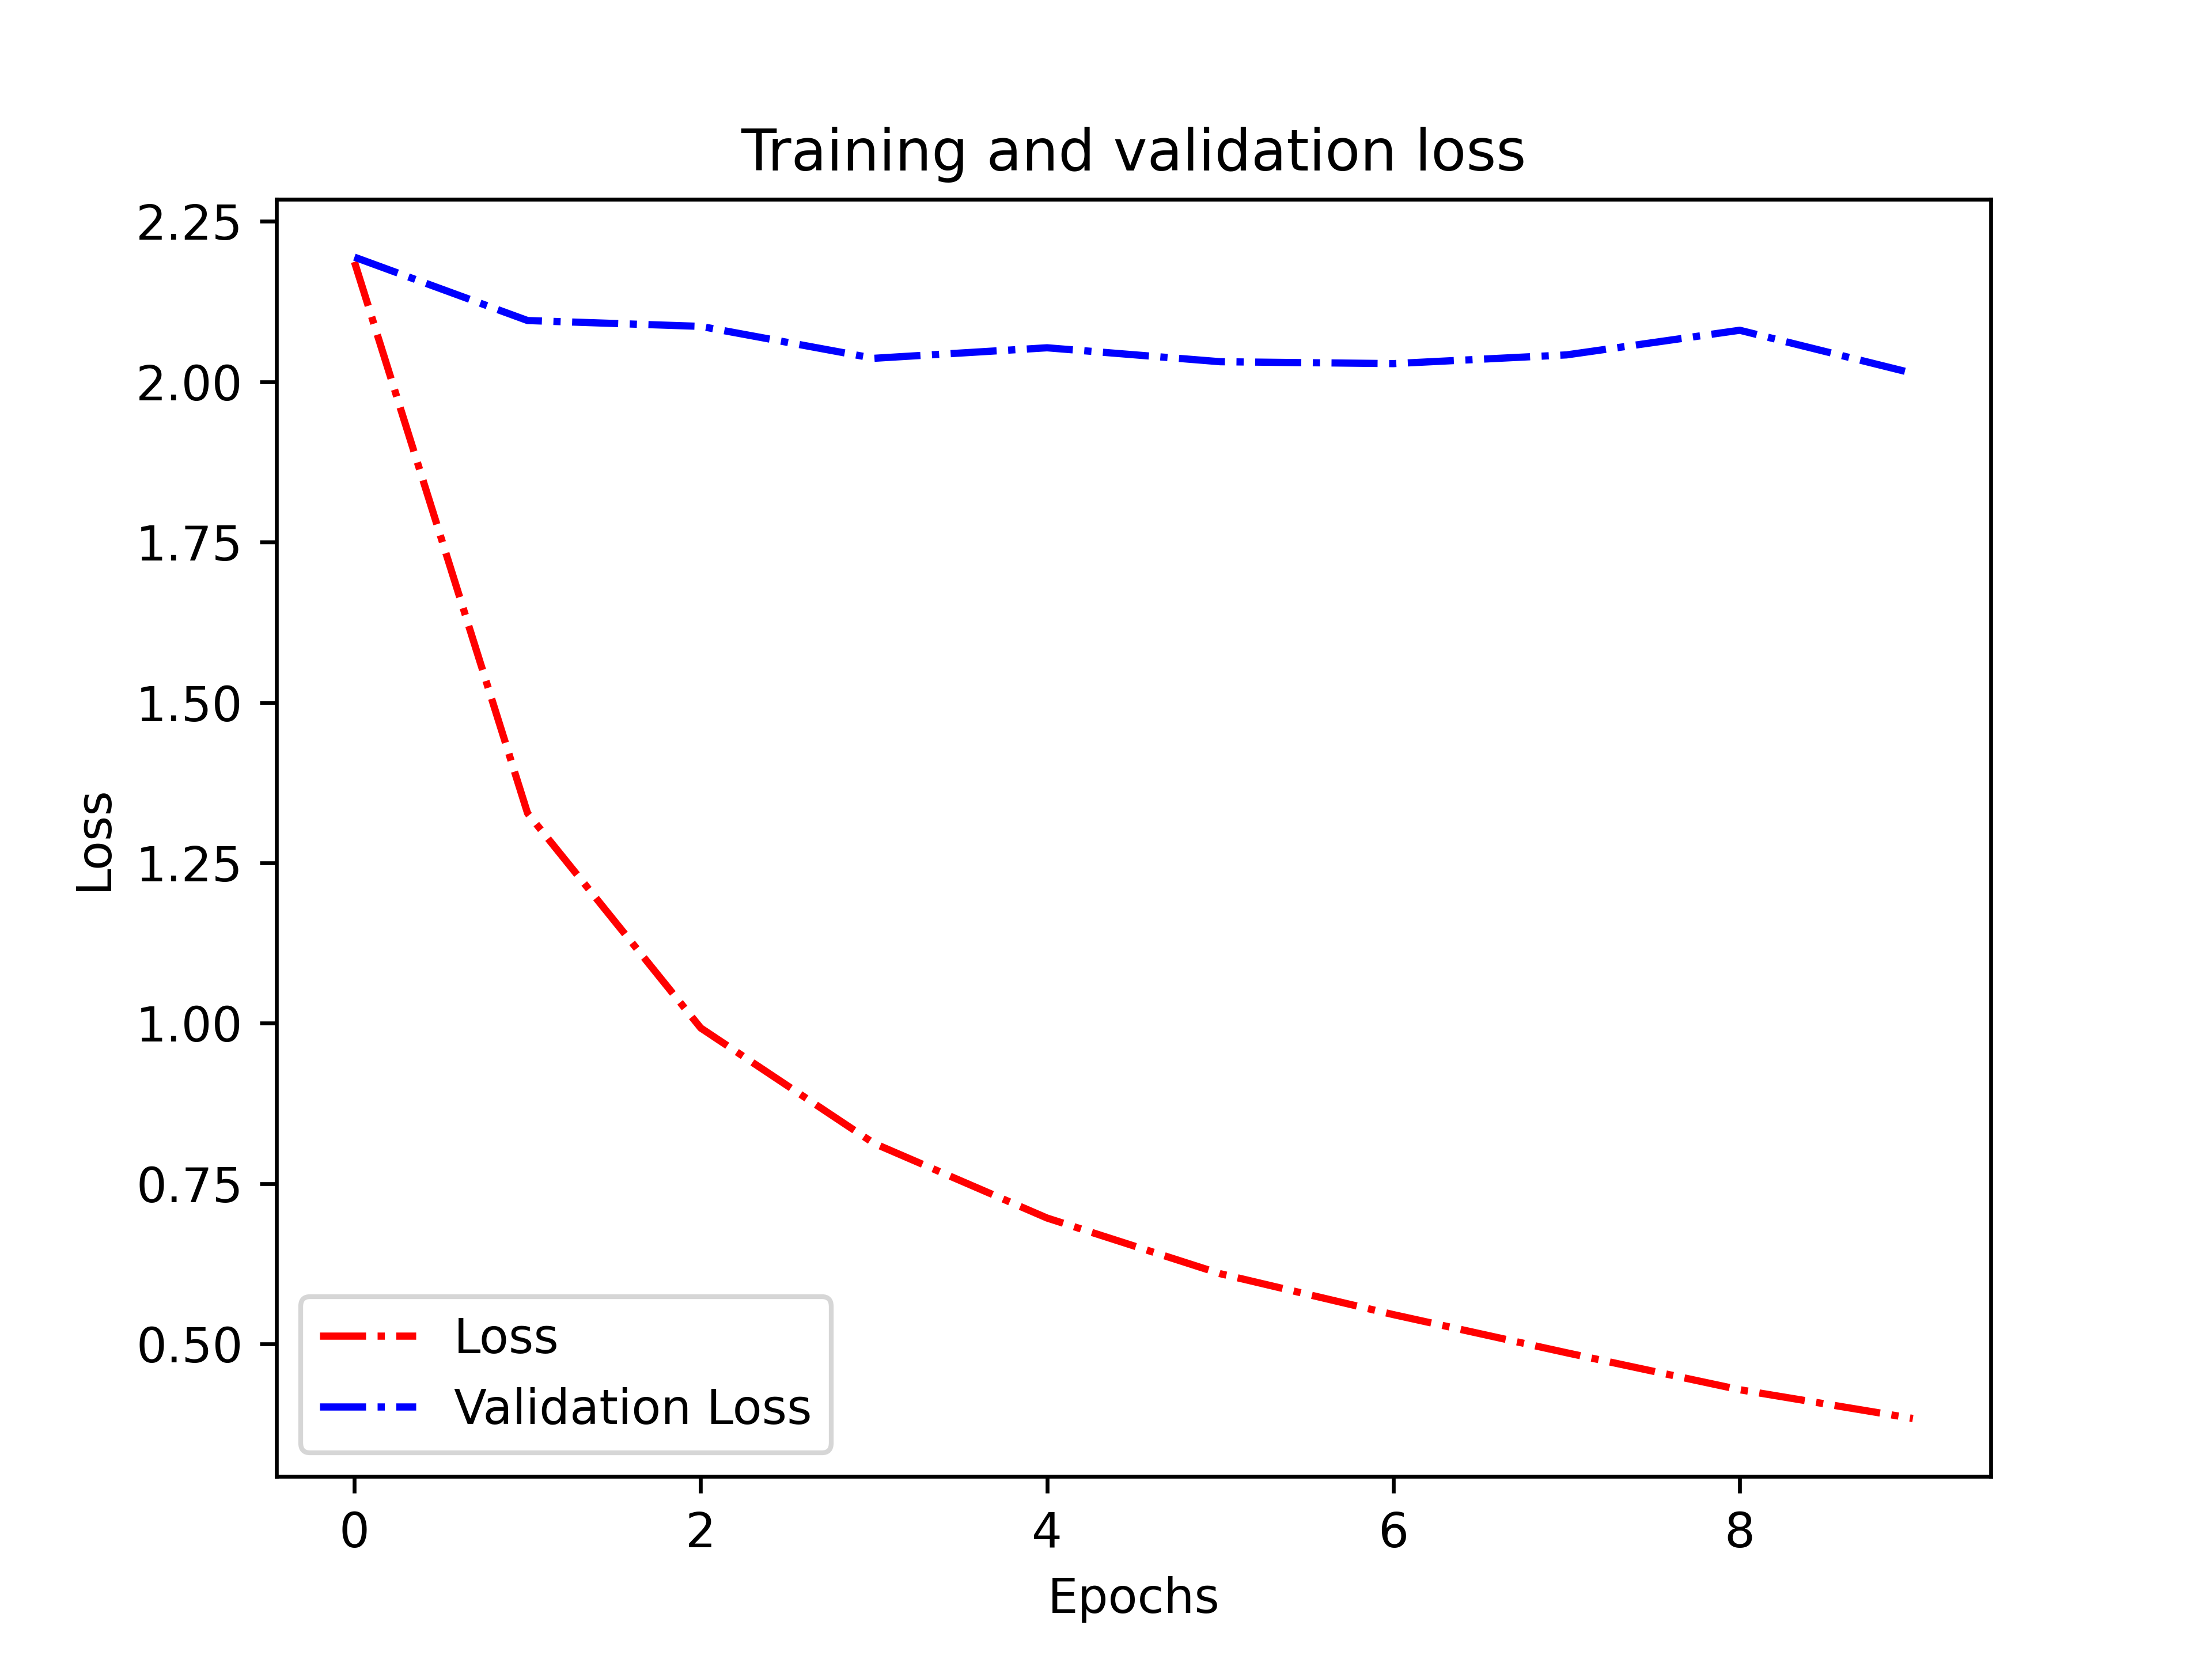 Training and validation loss
2.25
2.00
1.75
1.50
1.25
1.00
0.75
0.50
Loss
Loss
Validation Loss
0 2 4 6 8
Epochs